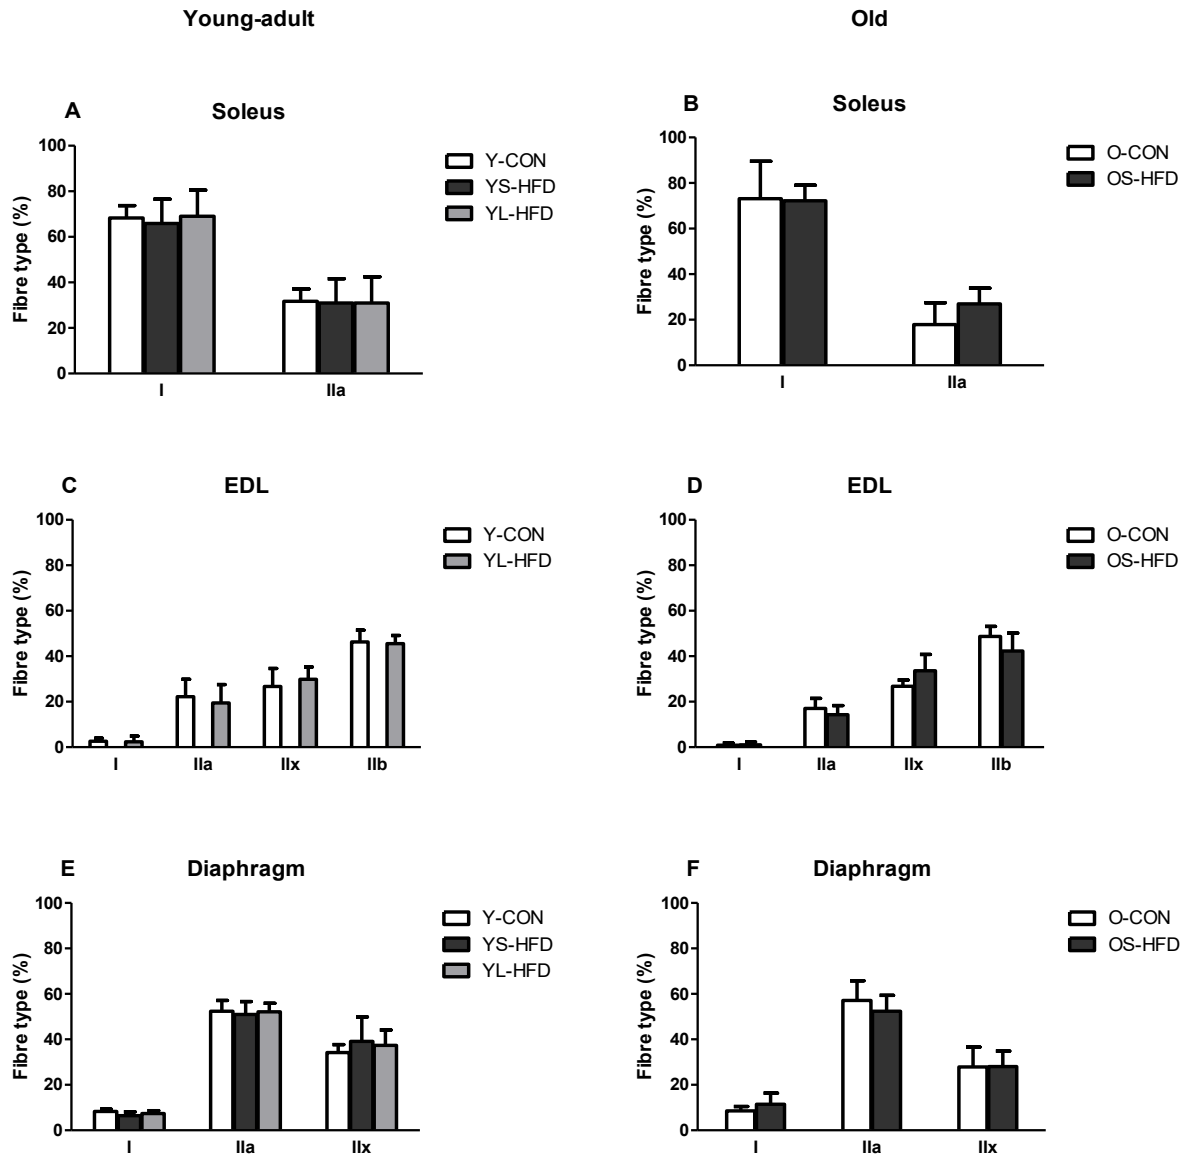 Young-adult
Old
A
Soleus
Fibre type (%)
100
80
60
40
20
0
I
IIa
Y-CON
YS-HFD
YL-HFD
B
Soleus
Fibre type (%)
100
80
60
40
20
0
I
IIa
O-CON
OS-HFD
C
EDL
Fibre type (%)
100
80
60
40
20
0
I
IIa
IIx
IIb
Y-CON
YL-HFD
D
EDL
Fibre type (%)
100
80
60
40
20
0
I
IIa
IIx
IIb
O-CON
OS-HFD
E
Diaphragm
Fibre type (%)
100
80
60
40
20
0
I
IIa
IIx
Y-CON
YS-HFD
YL-HFD
F
Diaphragm
Fibre type (%)
100
80
60
40
20
0
I
IIa
IIx
O-CON
OS-HFD